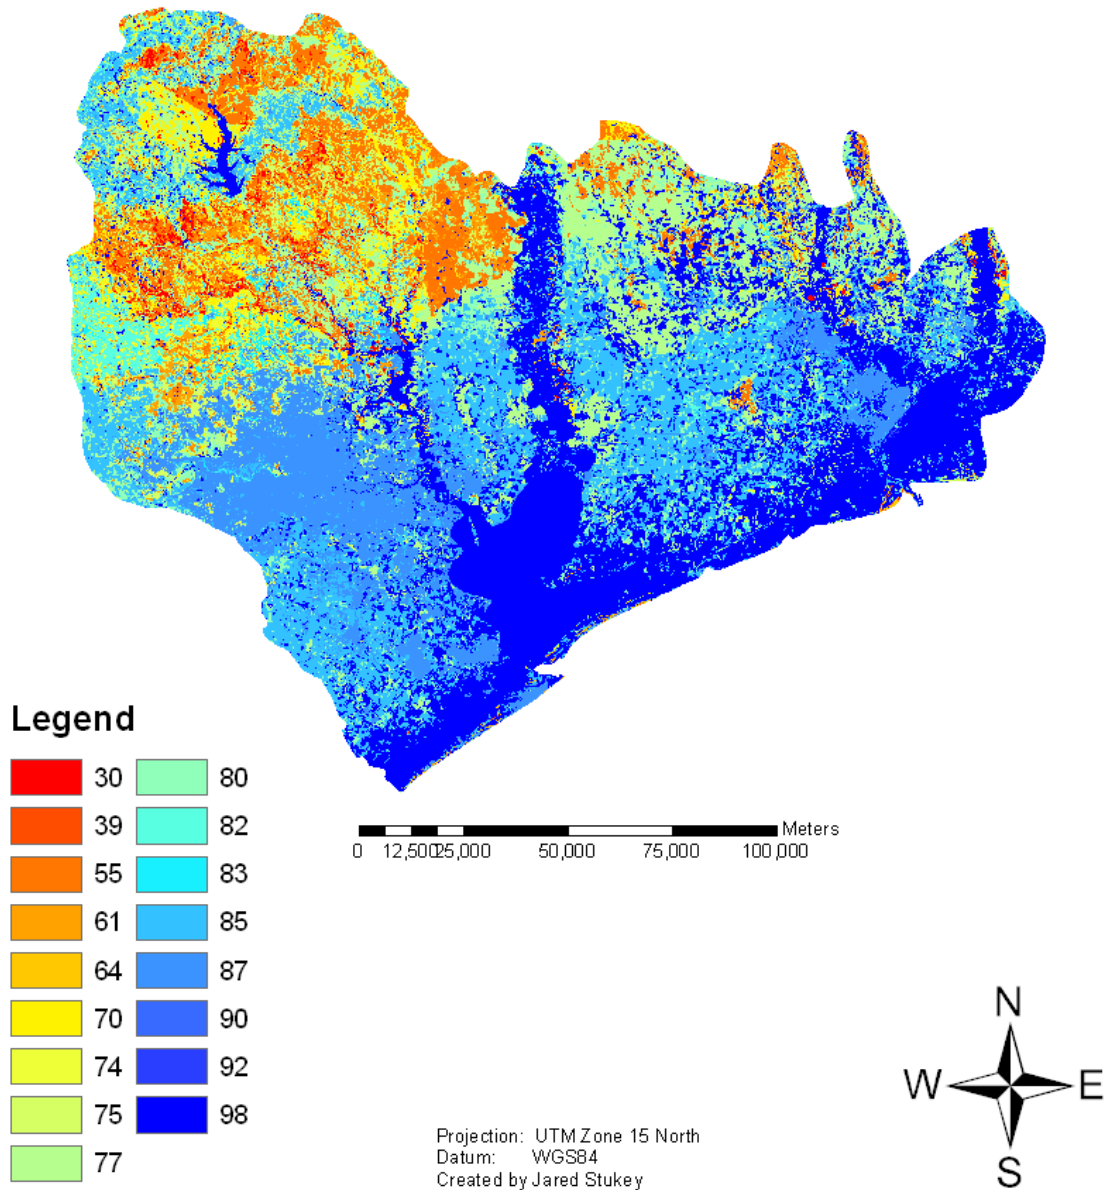 Legend
30 80
39 82
55 83
61 85
64 87
70 90
74 92
75 98
77
Meters
0 12,50025,000 50,000 75,000 100,000
N
W E
S
Projection: UTM Zone 15 North
Datum: WGS84
Created by Jared Stukey